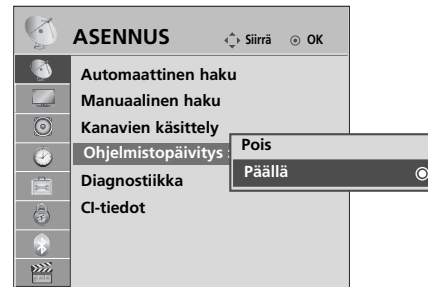 ASENNUS Siirrä OK
Automaattinen haku
Manuaalinen haku
Kanavien käsittely
Ohjelmistopäivitys :
Pois
Päällä
Diagnostiikka
CI-tiedot